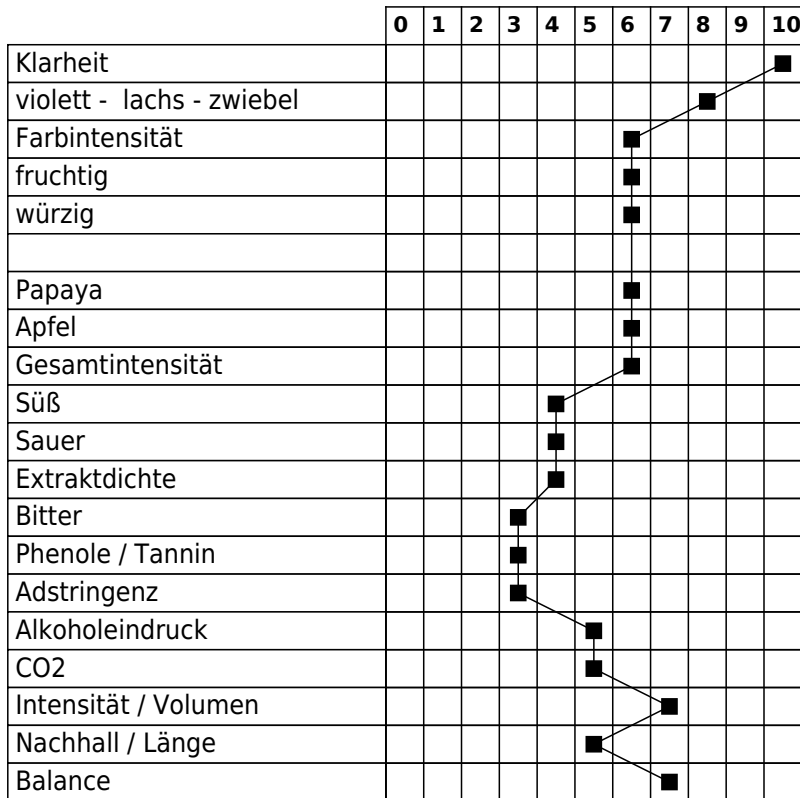 0 1 2 3 4 5 6 7 8 9 10
Klarheit
violett -  lachs - zwiebel
Farbintensität
fruchtig
würzig
Papaya
Apfel
Gesamtintensität
Süß
Sauer
Extraktdichte
Bitter
Phenole / Tannin
Adstringenz
Alkoholeindruck
CO2
Intensität / Volumen
Nachhall / Länge
Balance